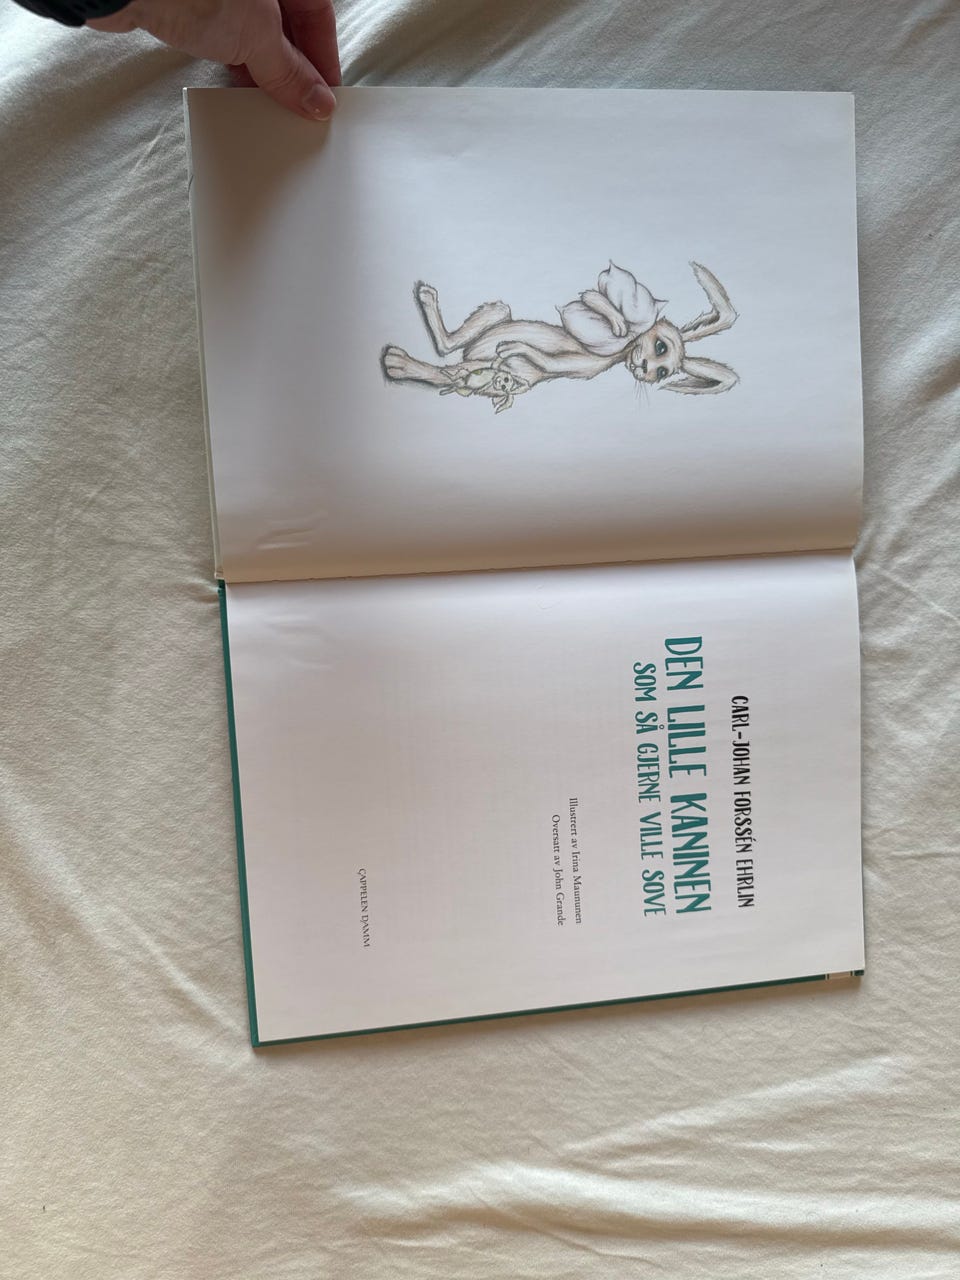 CARL-JOHAN FORSSÉN EHRLIN
DEN LILLE KANINEN
SOM SÅ GJERNE VILLE SOVE
Illustrert av Irina Maununen
Oversatt av John Grande
CAPPELEN DAMM